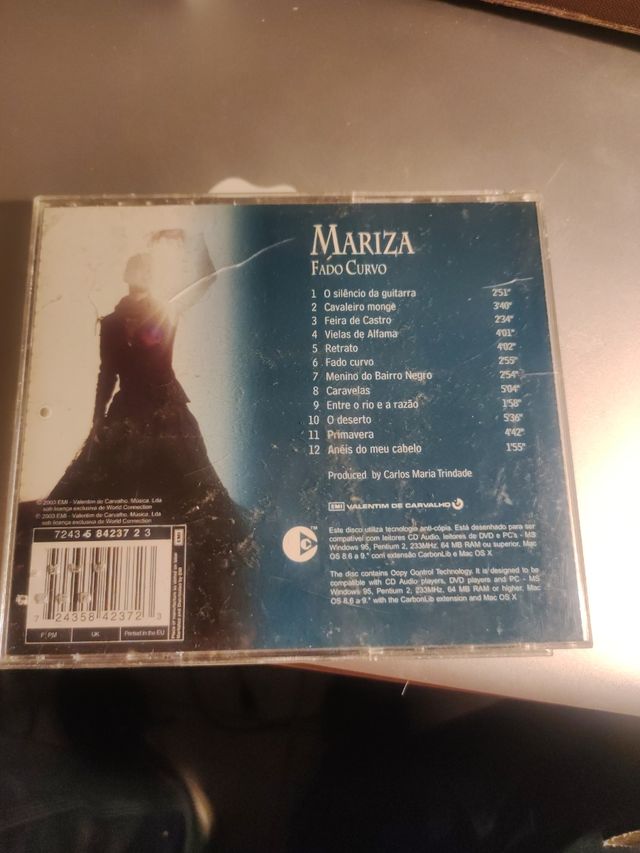 MARIZA
FADO CURVO
1 O silêncio da guitarra 2'51"
2 Cavaleiro monge 3'40"
3 Feira de Castro 2'34"
4 Vielas de Alfama 4'01"
5 Retrato 4'02"
6 Fado curvo 2'55"
7 Menino do Bairro Negro 2'54"
8 Caravelas 5'04"
9 Entre o rio e a razão 1'58"
10 O deserto 5'36"
11 Primavera 4'42"
12 Anéis do meu cabelo 1'55"
Produced by Carlos Maria Trindade
EMI VALENTIM DE CARVALHO
Este disco utiliza tecnologia anti-cópia. Está desenhado para ser
compatível com leitores CD Audio, leitores de DVD e PC's - MS
Windows 95, Pentium 2, 233MHz, 64 MB RAM ou superior, Mac
OS 8,6 a 9.* com extensão CarbonLib e Mac OS X
The disc contains Copy Control Technology. It is designed to be
compatible with CD Audio players, DVD players and PC - MS
Windows 95, Pentium 2, 233MHz, 64 MB RAM or higher, Mac
OS 8,6 a 9.* with the CarbonLib extension and Mac OS X
℗ 2003 EMI - Valentim de Carvalho. Música, Lda
sob licença exclusiva de World Connection
© 2003 EMI - Valentim de Carvalho. Música, Lda
sob licença exclusiva de World Connection
7243 5 84237 2 3
EMI
7 24358 42372 3
F: PM UK Printed in the EU